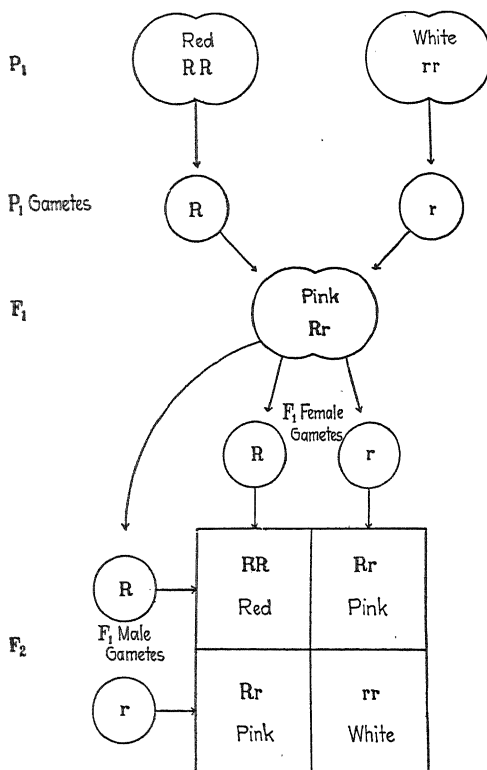 P₁
Red
RR
White
rr
P₁ Gametes
R
r
F₁
Pink
Rr
F₁ Female
Gametes
R
r
F₂
R
F₁ Male
Gametes
r
RR
Red
Rr
Pink
Rr
Pink
rr
White